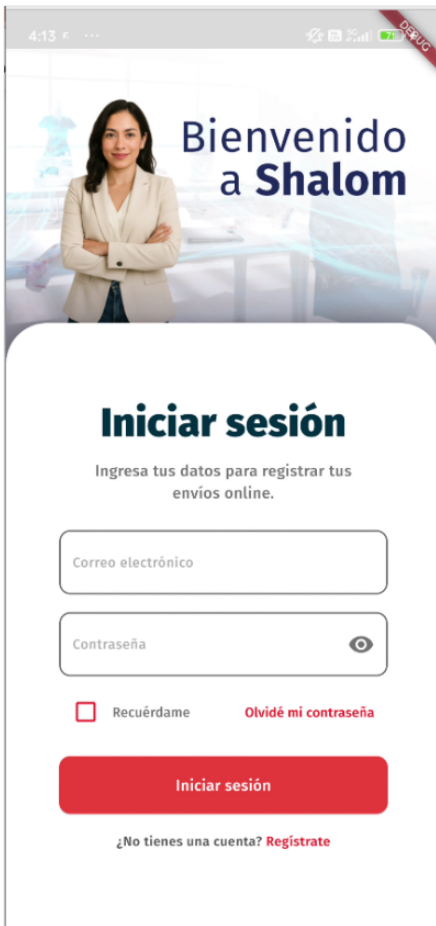 4:13
DEBUG
Bienvenido
a Shalom
Iniciar sesión
Ingresa tus datos para registrar tus
envíos online.
Correo electrónico
Contraseña
Recuérdame
Olvidé mi contraseña
Iniciar sesión
¿No tienes una cuenta? Regístrate